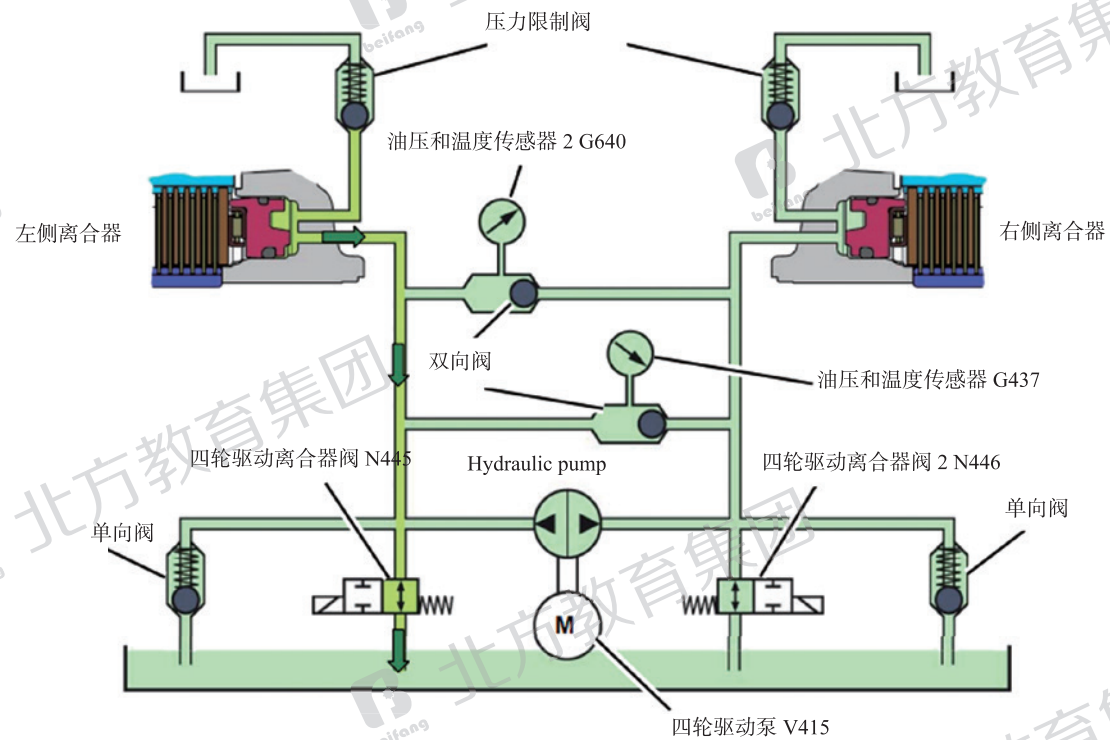 压力限制阀
油压和温度传感器 2 G640
左侧离合器
右侧离合器
双向阀
油压和温度传感器 G437
四轮驱动离合器阀 N445
Hydraulic pump
四轮驱动离合器阀 2 N446
单向阀
单向阀
M
四轮驱动泵 V415
北方教育集团
beifang
北方教育集团
beifang
北方教育集团
北方教育集团
beifang